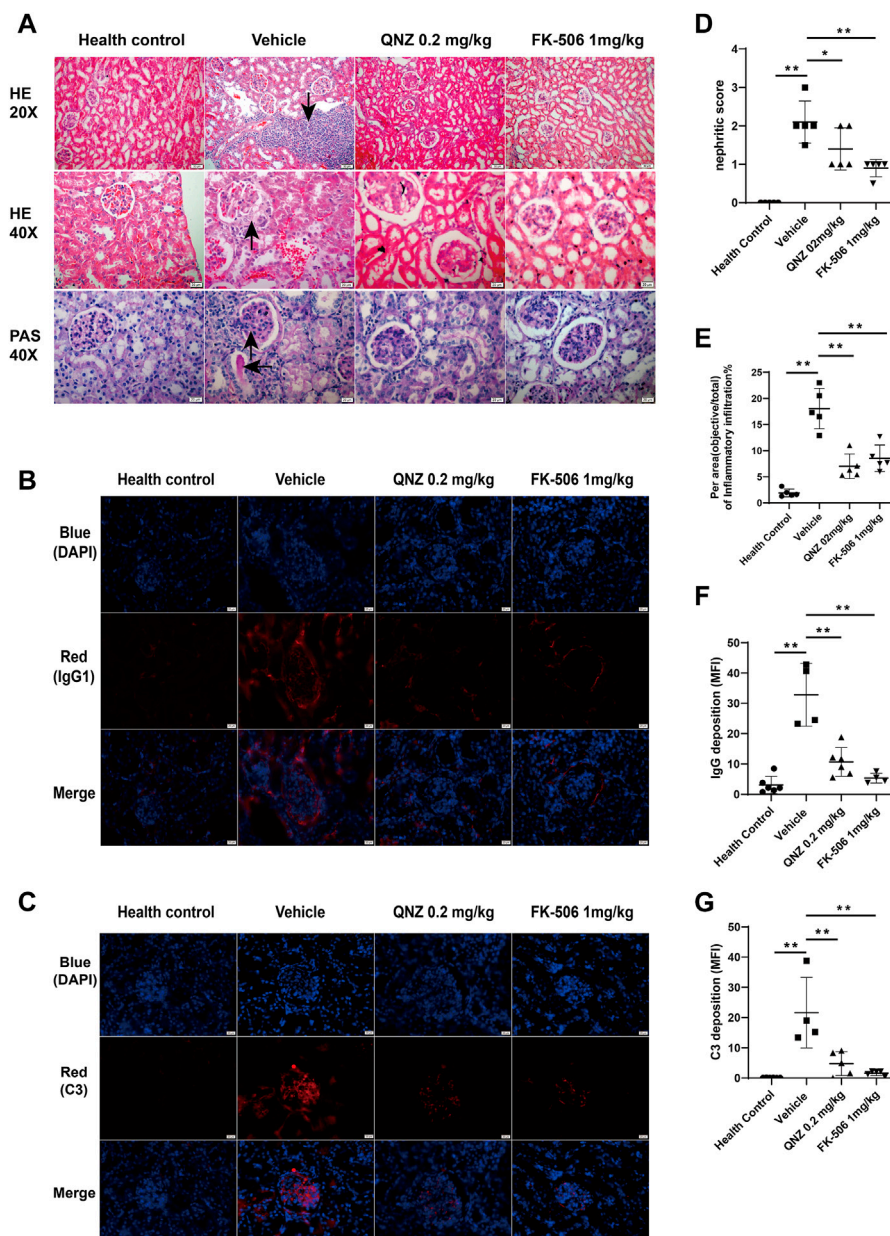 A
Health control Vehicle QNZ 0.2 mg/kg FK-506 1mg/kg
HE
20X
HE
40X
PAS
40X
B
Health control Vehicle QNZ 0.2 mg/kg FK-506 1mg/kg
Blue
(DAPI)
Red
(IgG1)
Merge
C
Health control Vehicle QNZ 0.2 mg/kg FK-506 1mg/kg
Blue
(DAPI)
Red
(C3)
Merge
D
nephritic score
4
3
2
1
0
**
*
**
Health Control
Vehicle
QNZ 02mg/kg
FK-506 1mg/kg
E
Per area(objective/total)
of Inflammatory infiltration%
25
20
15
10
5
0
**
**
**
Health Control
Vehicle
QNZ 02mg/kg
FK-506 1mg/kg
F
IgG deposition (MFI)
50
40
30
20
10
0
**
**
**
Health Control
Vehicle
QNZ 0.2 mg/kg
FK-506 1mg/kg
G
C3 deposition (MFI)
50
40
30
20
10
0
**
**
**
Health Control
Vehicle
QNZ 0.2 mg/kg
FK-506 1mg/kg